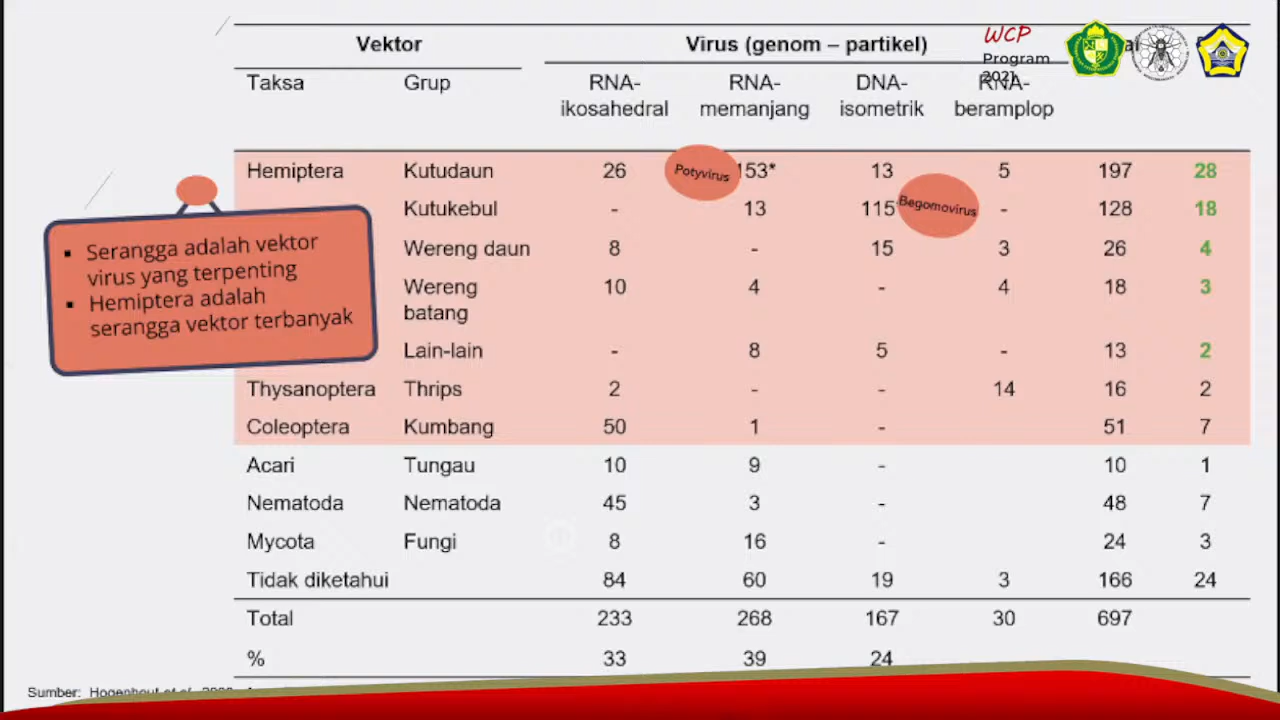 Vektor Virus (genom – partikel)
WCP
Program
2021
Taksa Grup RNA-ikosahedral RNA-memanjang DNA-isometrik RNA-beramplop
Hemiptera Kutudaun 26 153* 13 5 197 28
Potyvirus
Kutukebul - 13 115 - 128 18
Begomovirus
Wereng daun 8 - 15 3 26 4
Wereng batang 10 4 - 4 18 3
Lain-lain - 8 5 - 13 2
Thysanoptera Thrips 2 - - 14 16 2
Coleoptera Kumbang 50 1 - 51 7
Acari Tungau 10 9 - 10 1
Nematoda Nematoda 45 3 - 48 7
Mycota Fungi 8 16 - 24 3
Tidak diketahui 84 60 19 3 166 24
Total 233 268 167 30 697
% 33 39 24
▪ Serangga adalah vektor
virus yang terpenting
▪ Hemiptera adalah
serangga vektor terbanyak
Sumber: Hogenhout et al.